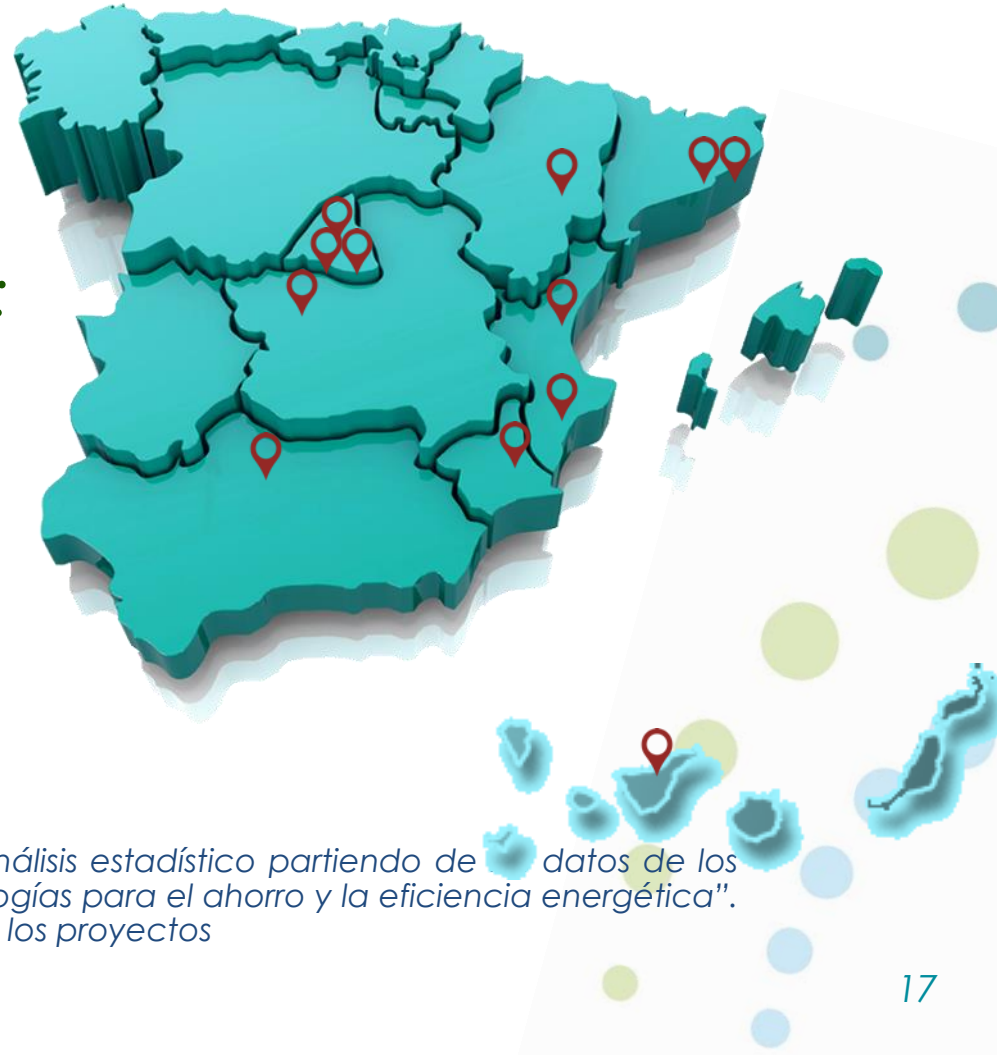 :
nálisis estadístico partiendo de datos de los
ogías para el ahorro y la eficiencia energética”.
los proyectos
17